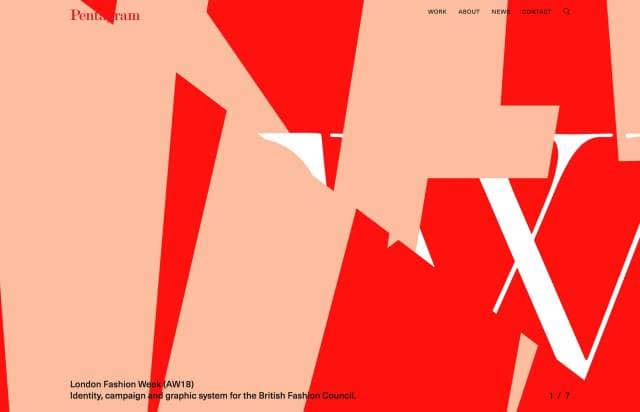 Pentagram
WORK ABOUT NEWS CONTACT
London Fashion Week (AW18)
Identity, campaign and graphic system for the British Fashion Council.
1 / 7